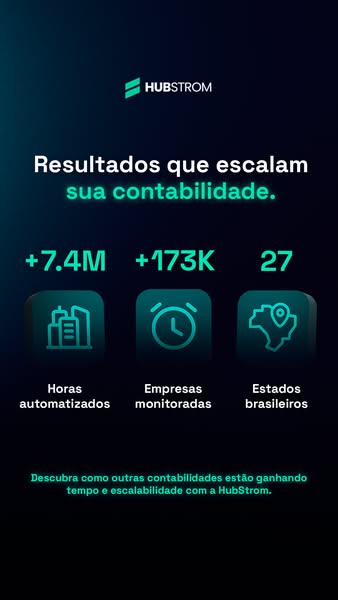 HUBSTROM
Resultados que escalam
sua contabilidade.
+7.4M
+173K
27
Horas
automatizados
Empresas
monitoradas
Estados
brasileiros
Descubra como outras contabilidades estão ganhando
tempo e escalabilidade com a HubStrom.